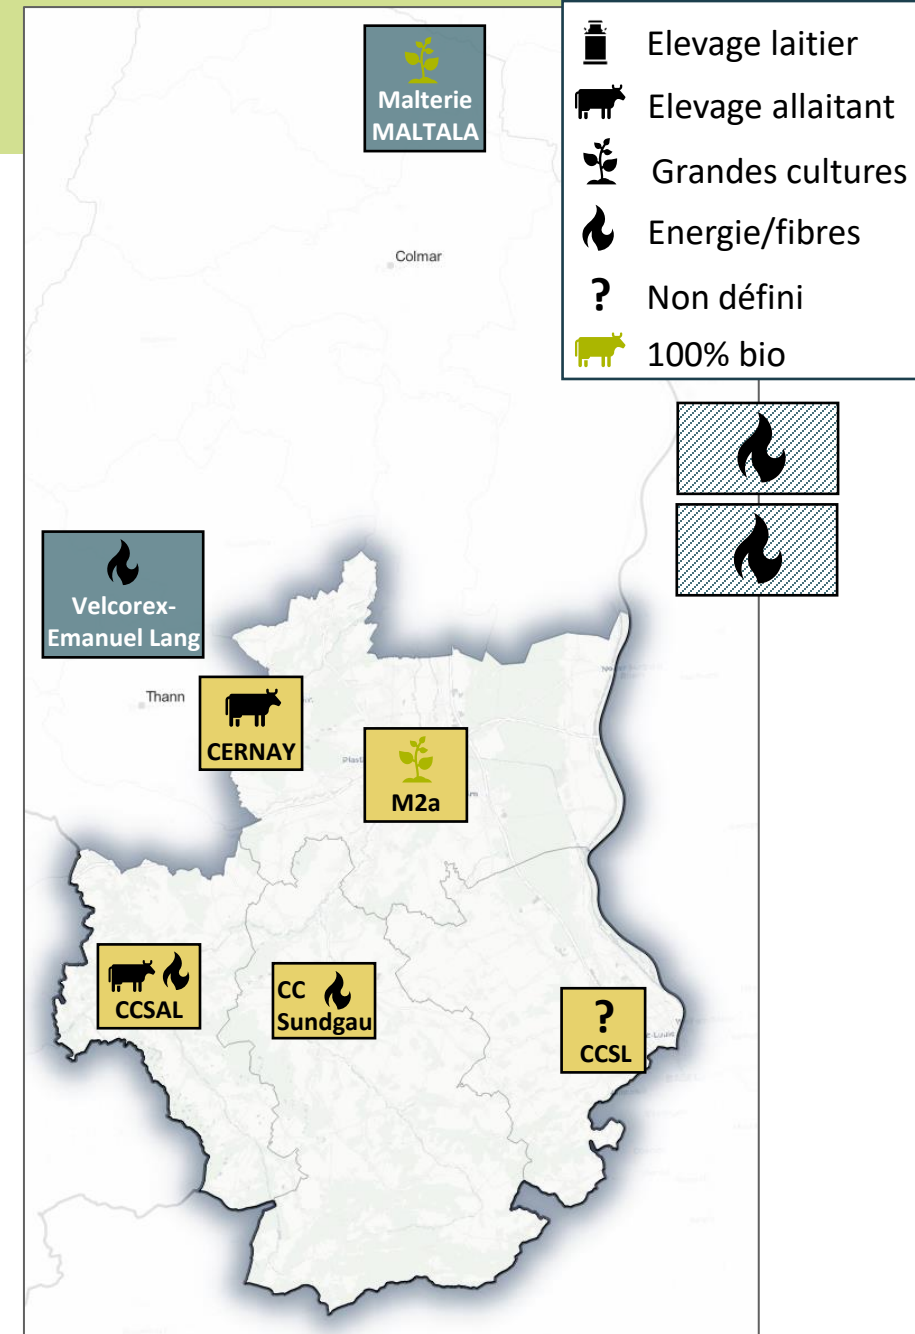 Elevage laitier
Elevage allaitant
Grandes cultures
Energie/fibres
? Non défini
100% bio
Malterie
MALTALA
Colmar
Velcorex-
Emanuel Lang
Thann
CERNAY
M2a
CCSAL
CC
Sundgau
?
CCSL